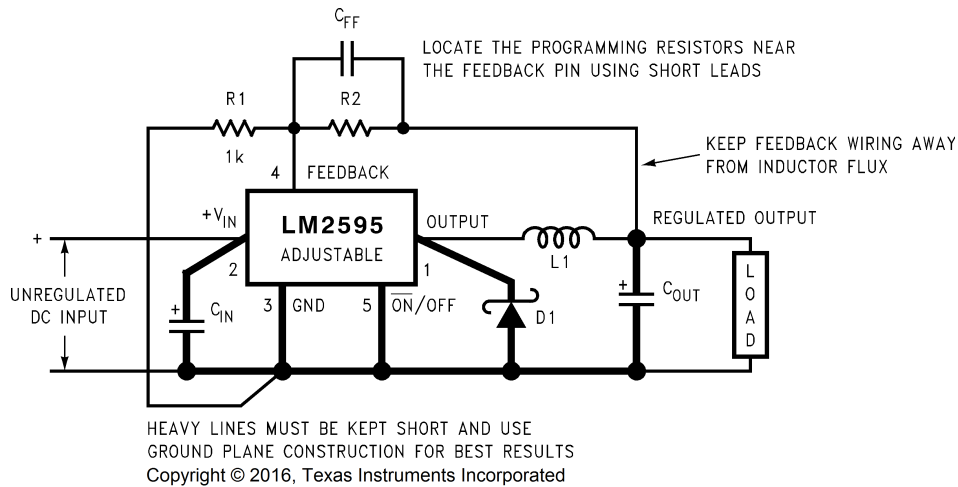 CFF
LOCATE THE PROGRAMMING RESISTORS NEAR
THE FEEDBACK PIN USING SHORT LEADS
R1
R2
1k
4
FEEDBACK
KEEP FEEDBACK WIRING AWAY
FROM INDUCTOR FLUX
+VIN
LM2595
ADJUSTABLE
OUTPUT
REGULATED OUTPUT
+
2
1
L1
UNREGULATED
DC INPUT
+
CIN
3
GND
5
ON/OFF
D1
+
COUT
LOAD
HEAVY LINES MUST BE KEPT SHORT AND USE
GROUND PLANE CONSTRUCTION FOR BEST RESULTS
Copyright © 2016, Texas Instruments Incorporated